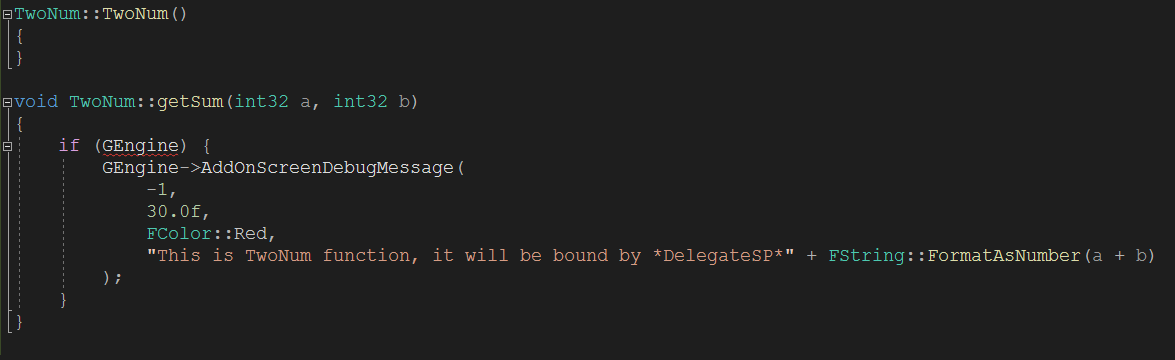 TwoNum::TwoNum()
{
}
void TwoNum::getSum(int32 a, int32 b)
{
if (GEngine) {
GEngine->AddOnScreenDebugMessage(
-1,
30.0f,
FColor::Red,
"This is TwoNum function, it will be bound by *DelegateSP*" + FString::FormatAsNumber(a + b)
);
}
}